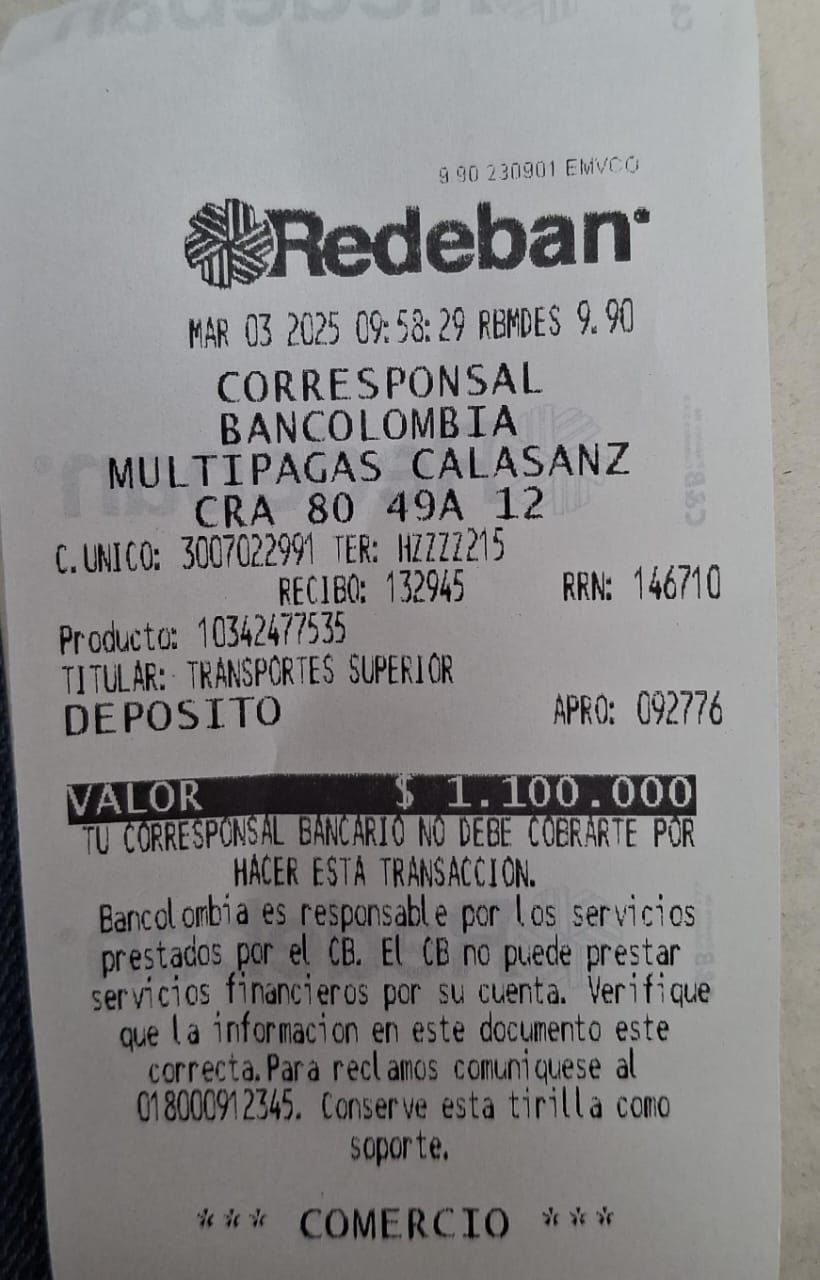 9.90 230901 EMVCO
Redeban
MAR 03 2025 09:58:29 RBMDES 9.90
CORRESPONSAL
BANCOLOMBIA
MULTIPAGAS CALASANZ
CRA 80 49A 12
C.UNICO: 3007022991 TER: HZZZZ215
RECIBO: 132945 RRN: 146710
Producto: 10342477535
TITULAR: TRANSPORTES SUPERIOR
DEPOSITO APRO: 092776
VALOR $ 1.100.000
TU CORRESPONSAL BANCARIO NO DEBE COBRARTE POR
HACER ESTA TRANSACCION.
Bancolombia es responsable por los servicios
prestados por el CB. El CB no puede prestar
servicios financieros por su cuenta. Verifique
que la informacion en este documento este
correcta.Para reclamos comuniquese al
018000912345. Conserve esta tirilla como
soporte.
*** COMERCIO ***